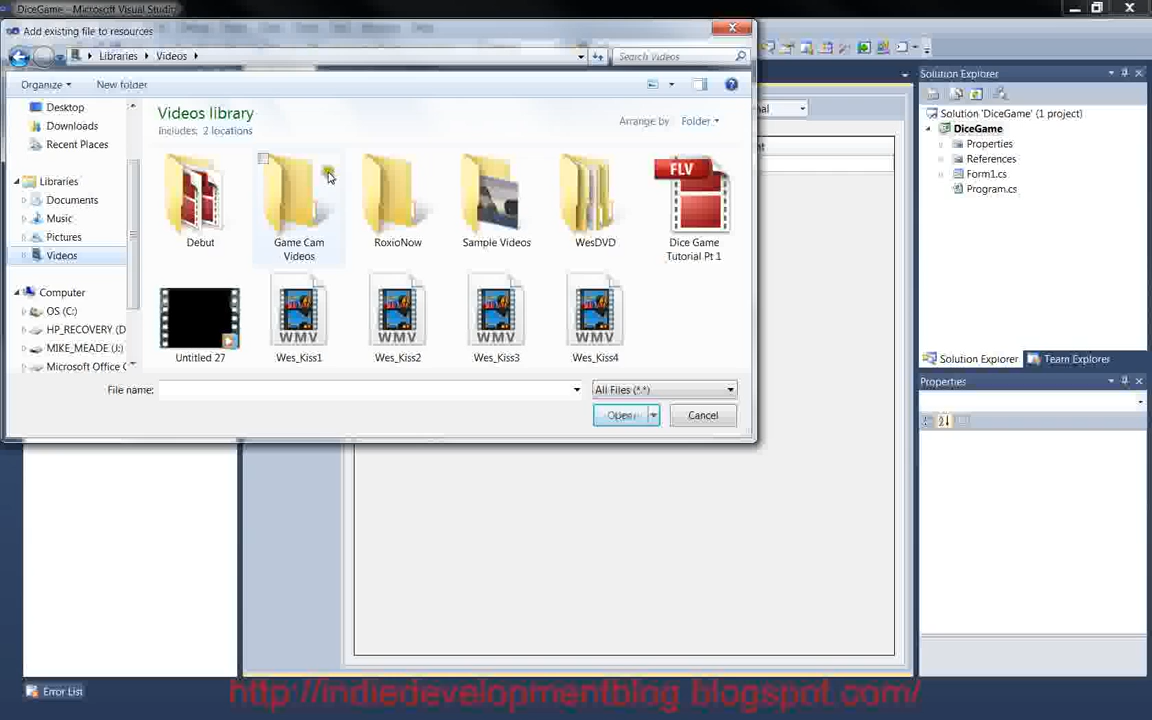 DiceGame - Microsoft Visual Studio
Add existing file to resources
Libraries Videos
Search Videos
Organize
New folder
Desktop
Downloads
Recent Places
Libraries
Documents
Music
Pictures
Videos
Computer
OS (C:)
HP_RECOVERY (D
MIKE_MEADE (J:)
Microsoft Office (
Videos library
Includes: 2 locations
Arrange by Folder
Debut
Game Cam
Videos
RoxioNow
Sample Videos
WesDVD
FLV
Dice Game
Tutorial Pt 1
Untitled 27
WMV
Wes_Kiss1
WMV
Wes_Kiss2
WMV
Wes_Kiss3
WMV
Wes_Kiss4
File name:
All Files (*.*)
Open
Cancel
Solution Explorer
Solution 'DiceGame' (1 project)
DiceGame
Properties
References
Form1.cs
Program.cs
Solution Explorer
Team Explorer
Properties
Error List
http://indiedevelopmentblog.blogspot.com/